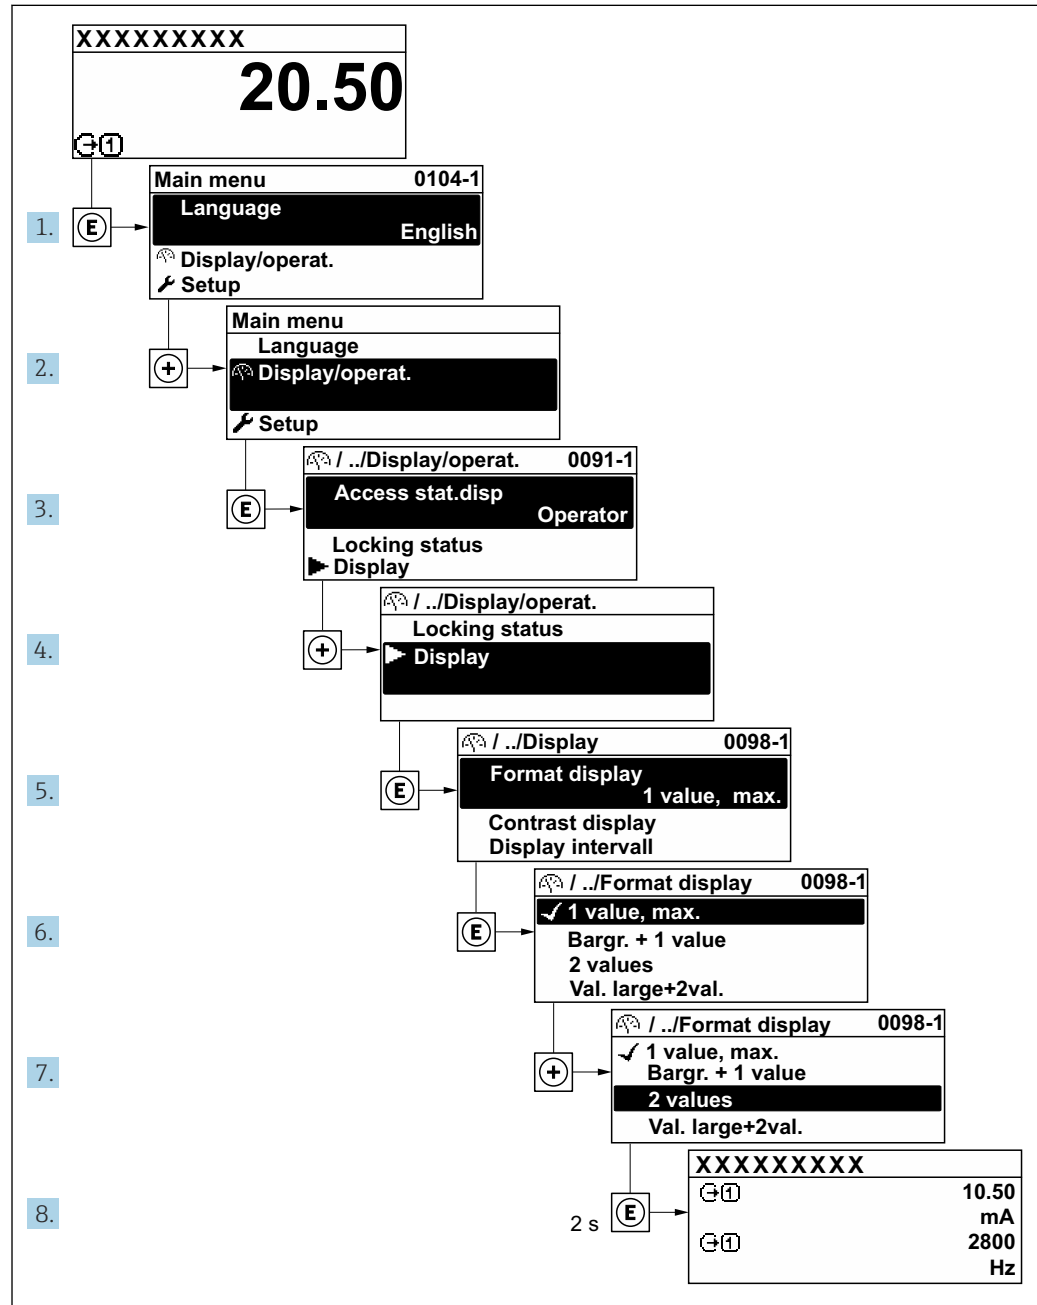 XXXXXXXXX
20.50
1
Main menu 0104-1
1. E Language
English
Display/operat.
Setup
Main menu
Language
2. + Display/operat.
Setup
/ ../Display/operat. 0091-1
3. E Access stat.disp
Operator
Locking status
Display
/ ../Display/operat.
Locking status
4. + Display
/ ../Display 0098-1
5. E Format display
1 value, max.
Contrast display
Display intervall
/ ../Format display 0098-1
6. E 1 value, max.
Bargr. + 1 value
2 values
Val. large+2val.
/ ../Format display 0098-1
7. + 1 value, max.
Bargr. + 1 value
2 values
Val. large+2val.
XXXXXXXXX
1 10.50
8. 2 s E mA
1 2800
Hz